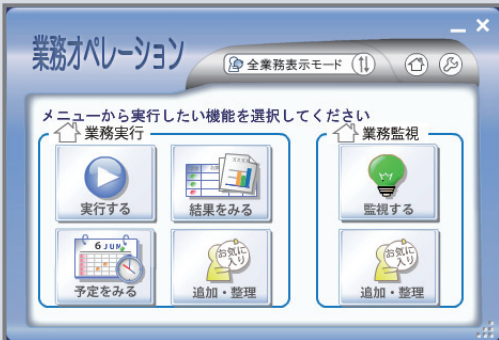 業務オペレーション
全業務表示モード
メニューから実行したい機能を選択してください
業務実行
実行する
結果をみる
6 JUN
予定をみる
お気に
入り
追加・整理
業務監視
監視する
お気に
入り
追加・整理